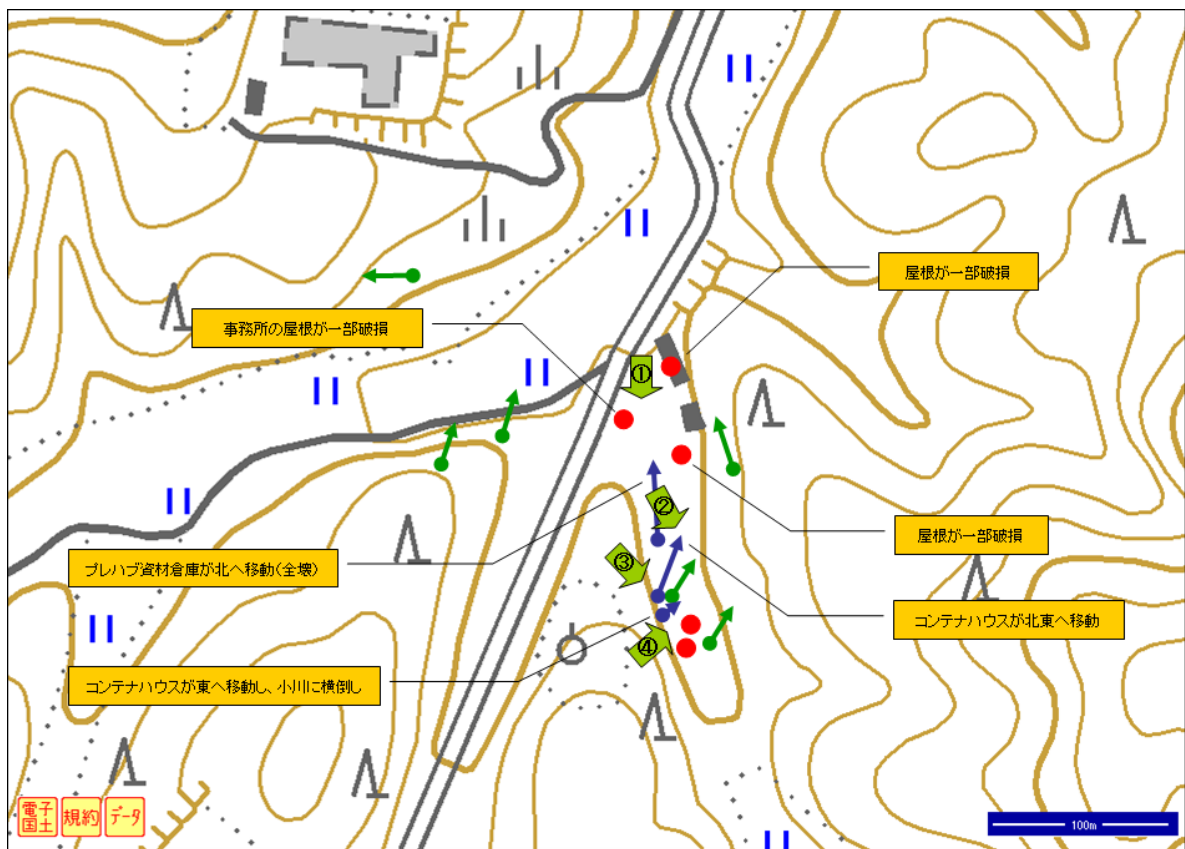 屋根が一部破損
事務所の屋根が一部破損
①
②
屋根が一部破損
③
プレハブ資材倉庫が北へ移動(全壊)
コンテナハウスが北東へ移動
④
コンテナハウスが東へ移動し、小川に横倒し
電子
国土
規約
データ
100m